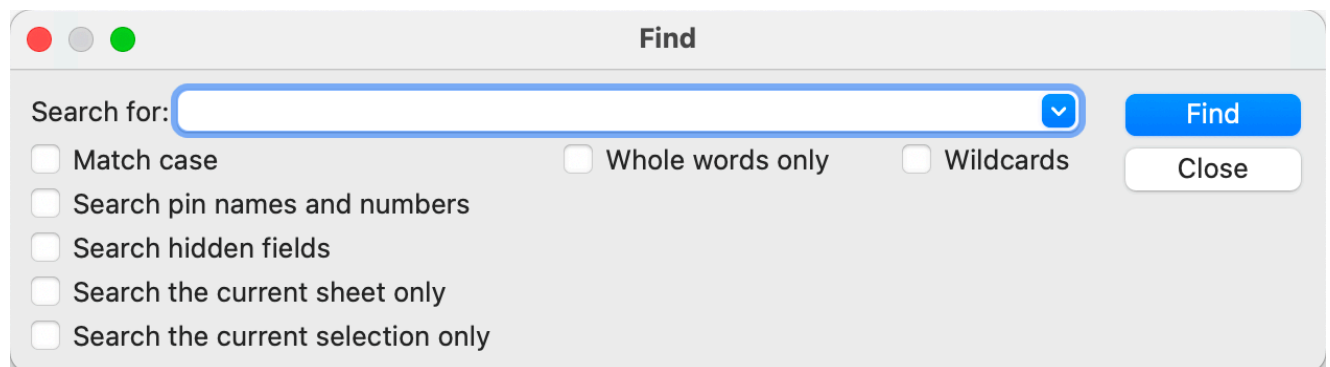 Find
Search for:
Find
Match case
Whole words only
Wildcards
Close
Search pin names and numbers
Search hidden fields
Search the current sheet only
Search the current selection only